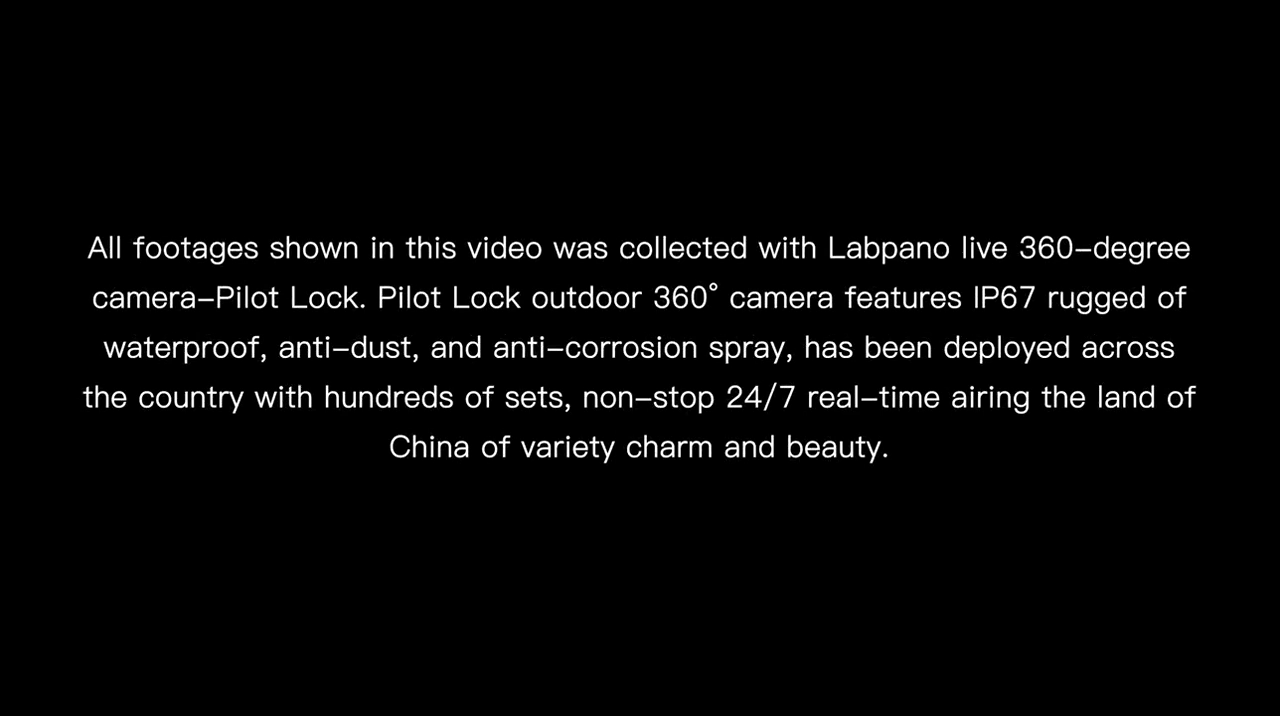 All footages shown in this video was collected with Labpano live 360–degree
camera–Pilot Lock. Pilot Lock outdoor 360° camera features IP67 rugged of
waterproof, anti–dust, and anti–corrosion spray, has been deployed across
the country with hundreds of sets, non–stop 24/7 real–time airing the land of
China of variety charm and beauty.